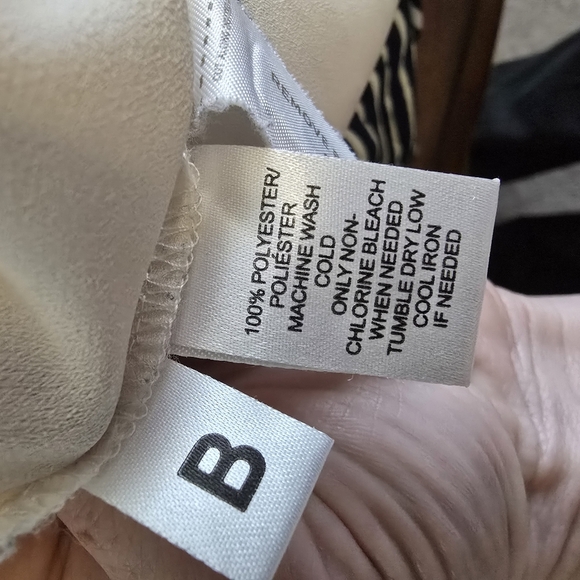 100% POLYESTER/
POLIÉSTER
MACHINE WASH
COLD
ONLY NON-
CHLORINE BLEACH
WHEN NEEDED
TUMBLE DRY LOW
COOL IRON
IF NEEDED
B